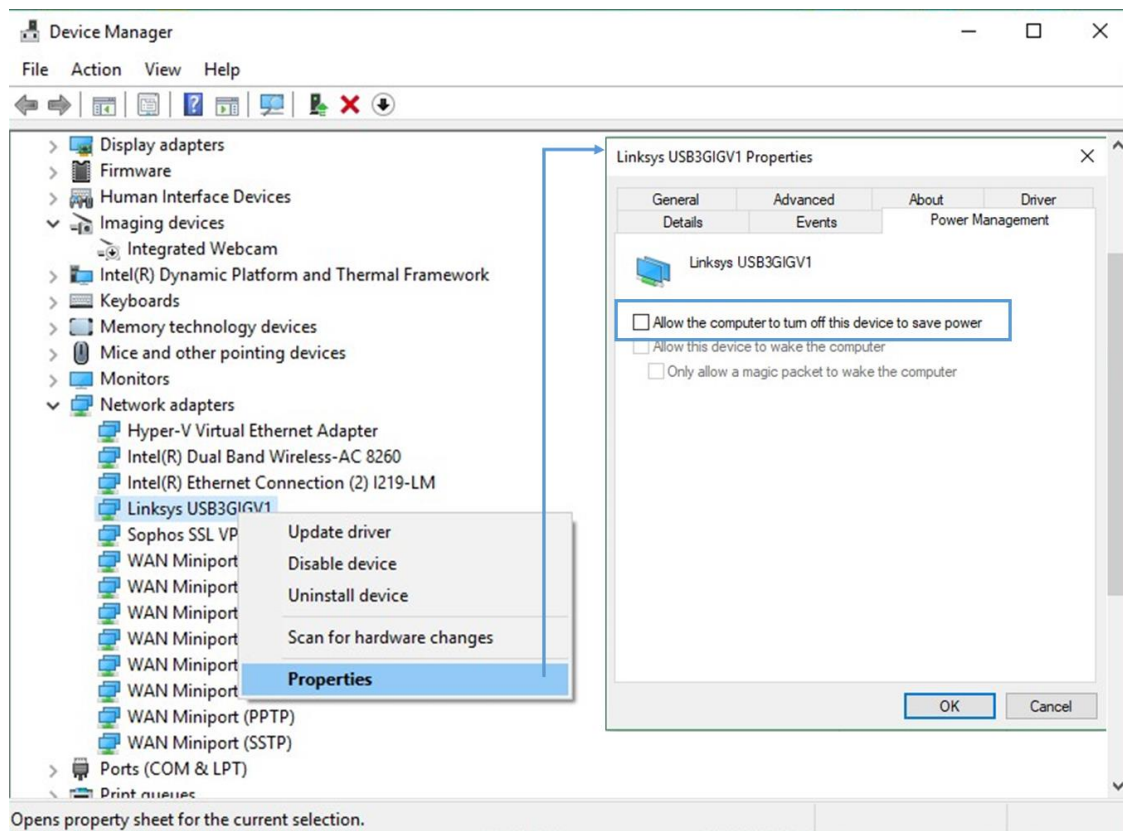 Device Manager
File Action View Help
Display adapters
Firmware
Human Interface Devices
Imaging devices
Integrated Webcam
Intel(R) Dynamic Platform and Thermal Framework
Keyboards
Memory technology devices
Mice and other pointing devices
Monitors
Network adapters
Hyper-V Virtual Ethernet Adapter
Intel(R) Dual Band Wireless-AC 8260
Intel(R) Ethernet Connection (2) I219-LM
Linksys USB3GIGV1
Sophos SSL VP
WAN Miniport
WAN Miniport
WAN Miniport
WAN Miniport
WAN Miniport
WAN Miniport
WAN Miniport (PPTP)
WAN Miniport (SSTP)
Ports (COM & LPT)
Print queues
Update driver
Disable device
Uninstall device
Scan for hardware changes
Properties
Linksys USB3GIGV1 Properties
General Advanced About Driver
Details Events Power Management
Linksys USB3GIGV1
Allow the computer to turn off this device to save power
Allow this device to wake the computer
Only allow a magic packet to wake the computer
OK Cancel
Opens property sheet for the current selection.